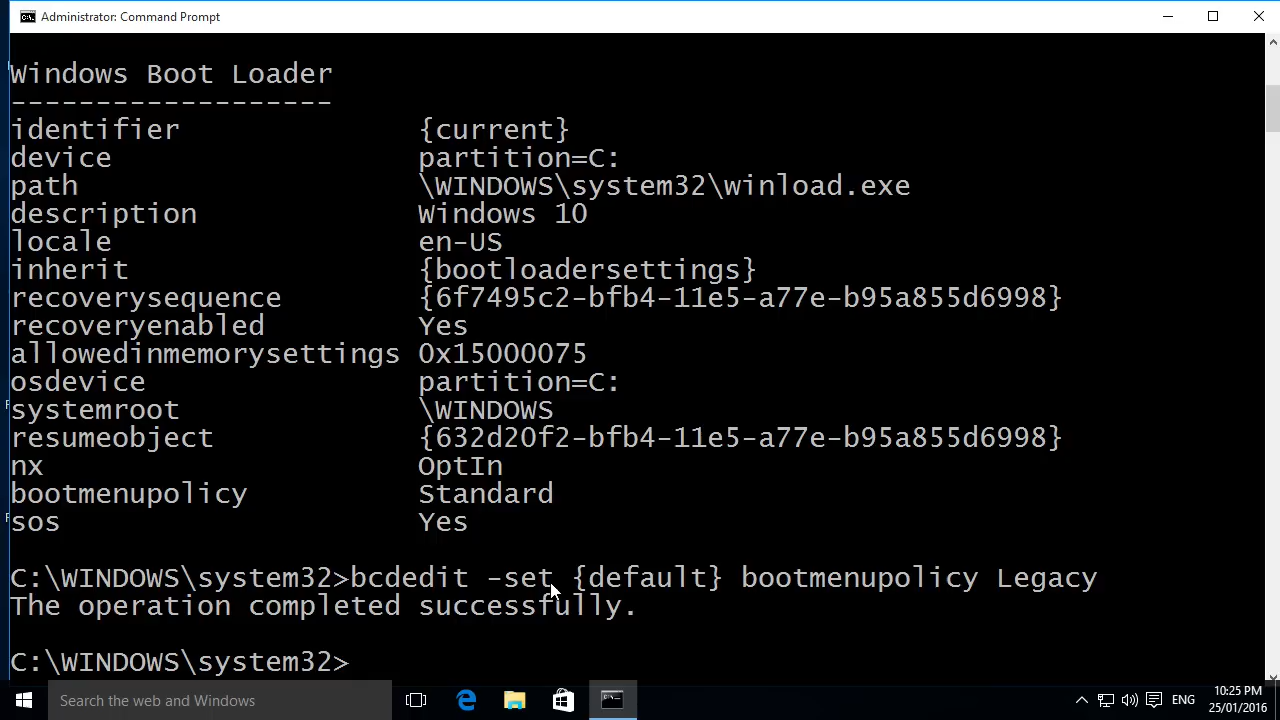 Administrator: Command Prompt
Windows Boot Loader
-------------------
identifier {current}
device partition=C:
path \WINDOWS\system32\winload.exe
description Windows 10
locale en-US
inherit {bootloadersettings}
recoverysequence {6f7495c2-bfb4-11e5-a77e-b95a855d6998}
recoveryenabled Yes
allowedinmemorysettings 0x15000075
osdevice partition=C:
systemroot \WINDOWS
resumeobject {632d20f2-bfb4-11e5-a77e-b95a855d6998}
nx OptIn
bootmenupolicy Standard
sos Yes
C:\WINDOWS\system32>bcdedit -set {default} bootmenupolicy Legacy
The operation completed successfully.
C:\WINDOWS\system32>
Search the web and Windows
ENG
10:25 PM
25/01/2016